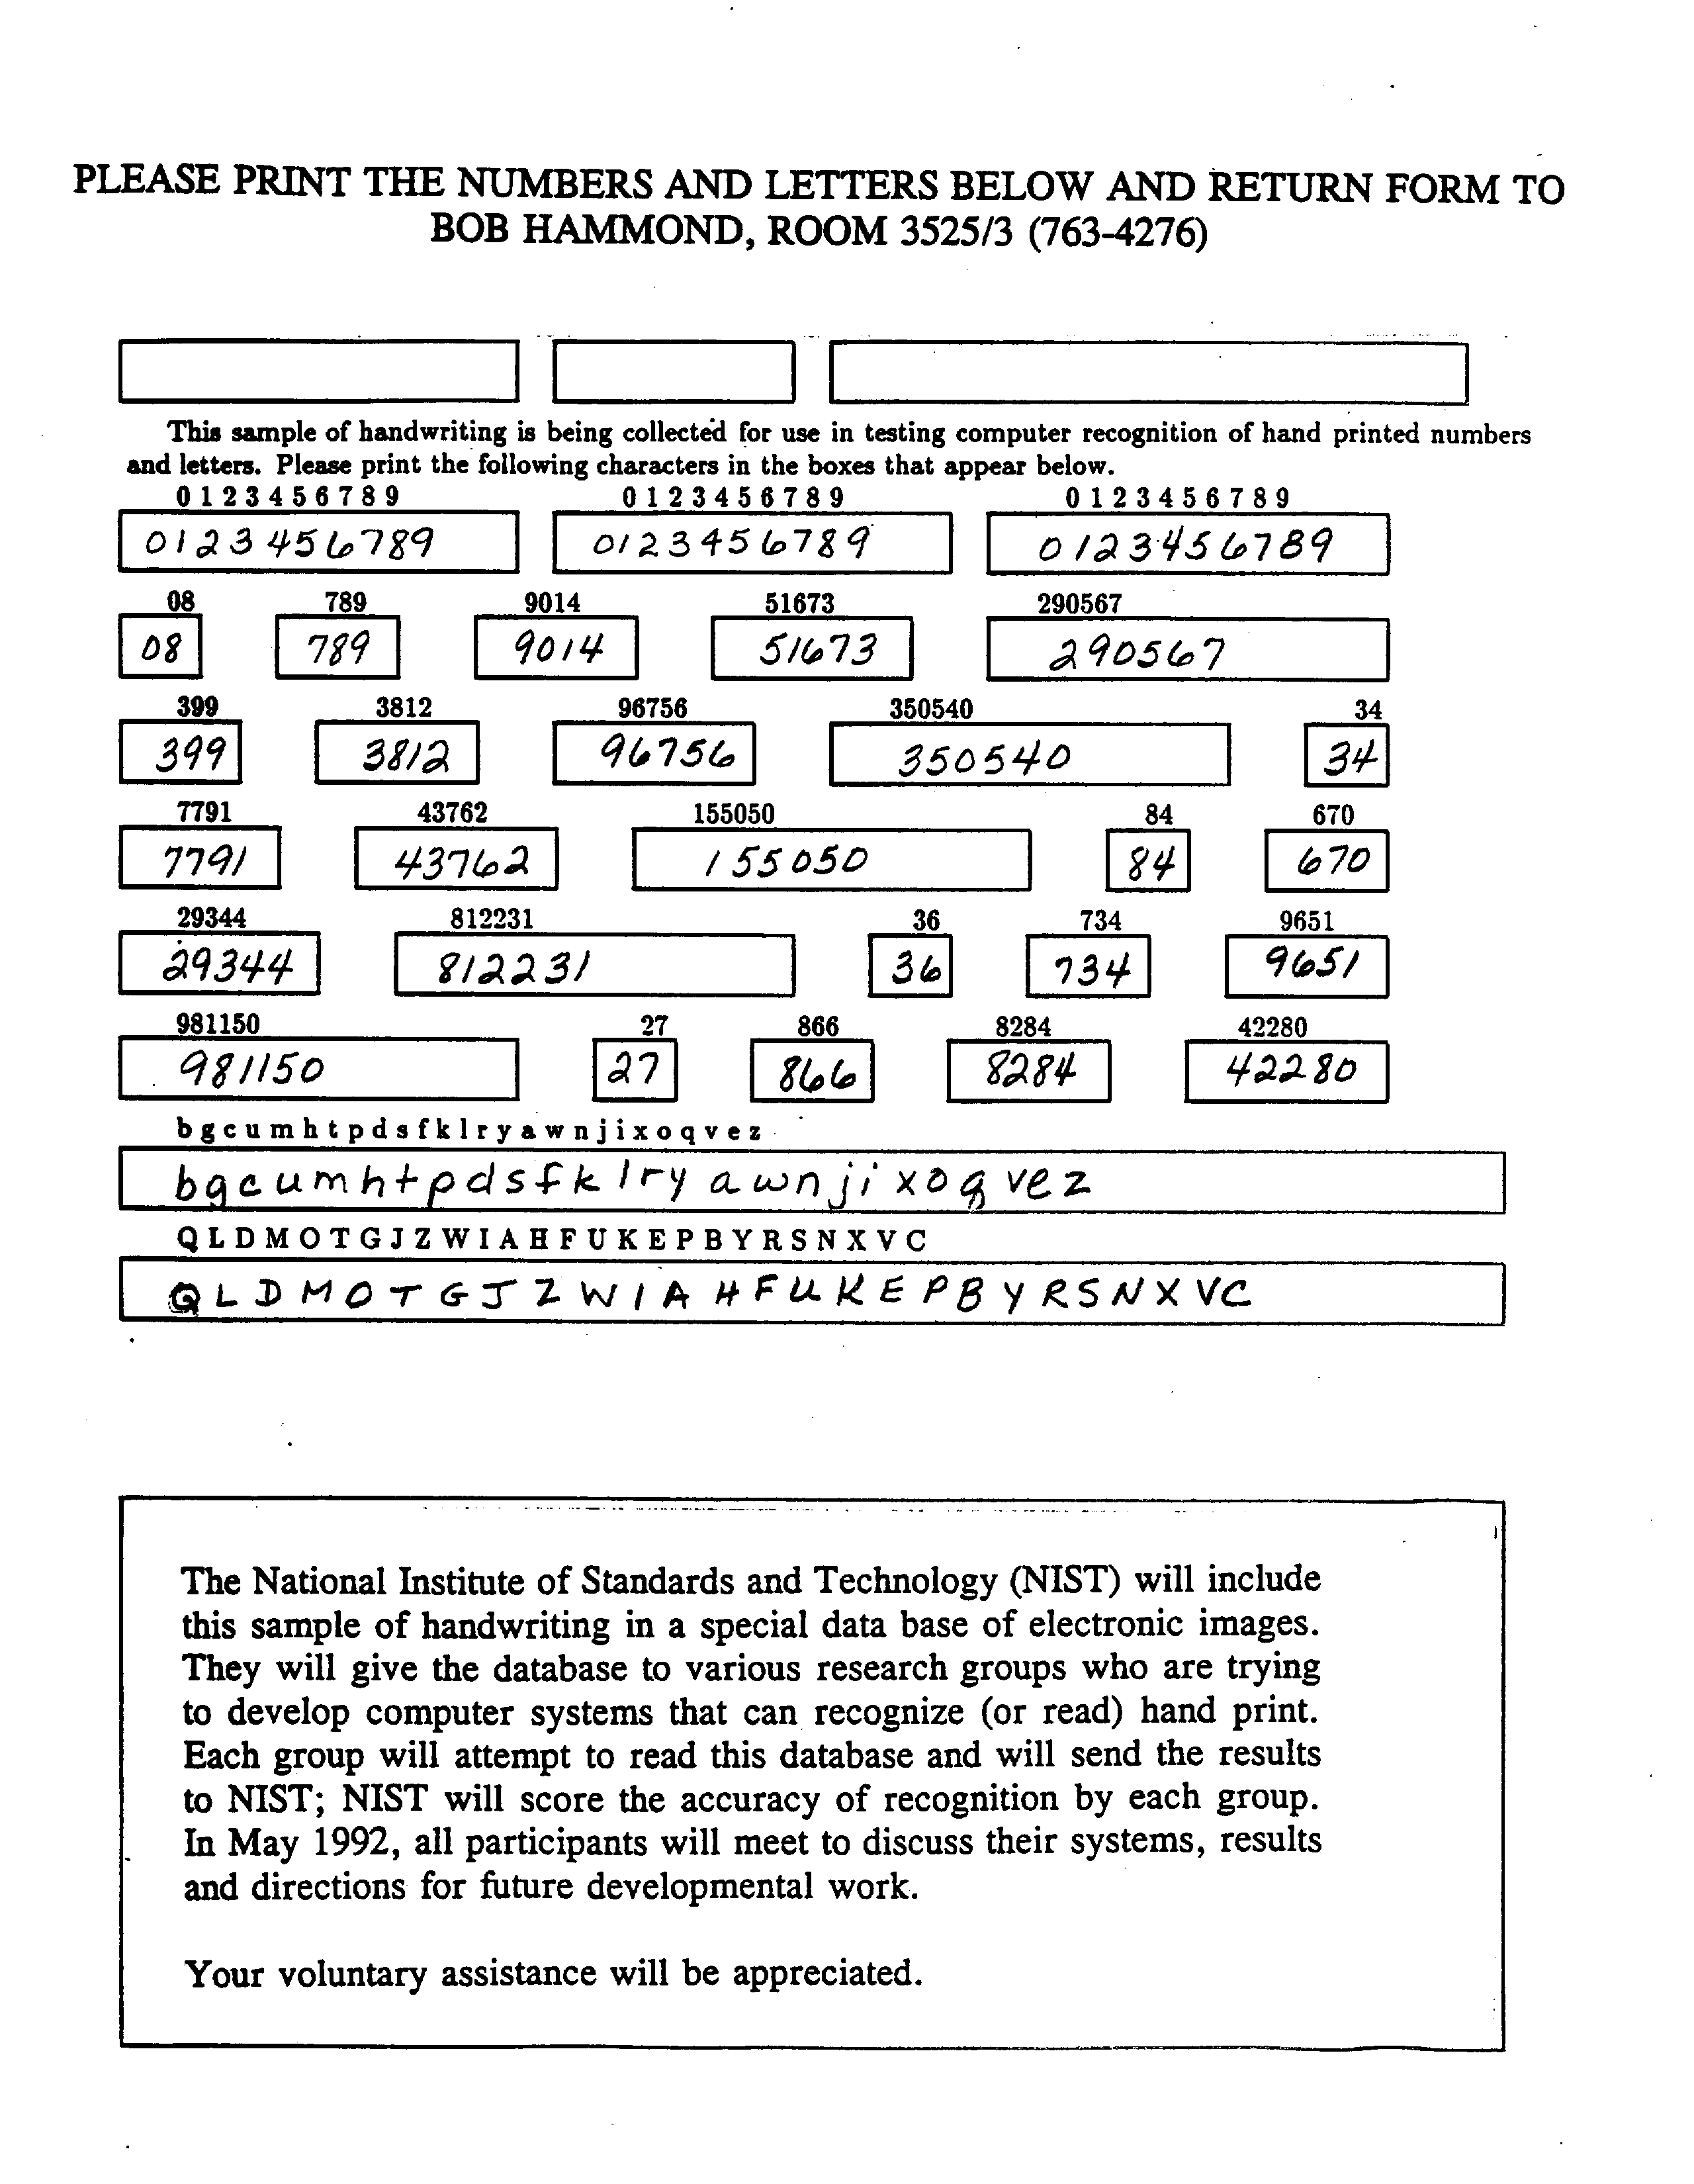 PLEASE PRINT THE NUMBERS AND LETTERS BELOW AND RETURN FORM TO
BOB HAMMOND, ROOM 3525/3 (763-4276)
This sample of handwriting is being collected for use in testing computer recognition of hand printed numbers
and letters. Please print the following characters in the boxes that appear below.
0 1 2 3 4 5 6 7 8 9 0 1 2 3 4 5 6 7 8 9 0 1 2 3 4 5 6 7 8 9
0123456789 0123456789 0123456789
08 789 9014 51673 290567
08 789 9014 51673 290567
399 3812 96756 350540 34
399 3812 96756 350540 34
7791 43762 155050 84 670
7791 43762 155050 84 670
29344 812231 36 734 9651
29344 812231 36 734 9651
981150 27 866 8284 42280
981150 27 866 8284 42280
b g c u m h t p d s f k l r y a w n j i x o q v e z
b g c u m h t p d s f k l r y a w n j i x o q v e z
Q L D M O T G J Z W I A H F U K E P B Y R S N X V C
Q L D M O T G J Z W I A H F U K E P B Y R S N X V C
The National Institute of Standards and Technology (NIST) will include
this sample of handwriting in a special data base of electronic images.
They will give the database to various research groups who are trying
to develop computer systems that can recognize (or read) hand print.
Each group will attempt to read this database and will send the results
to NIST; NIST will score the accuracy of recognition by each group.
In May 1992, all participants will meet to discuss their systems, results
and directions for future developmental work.
Your voluntary assistance will be appreciated.